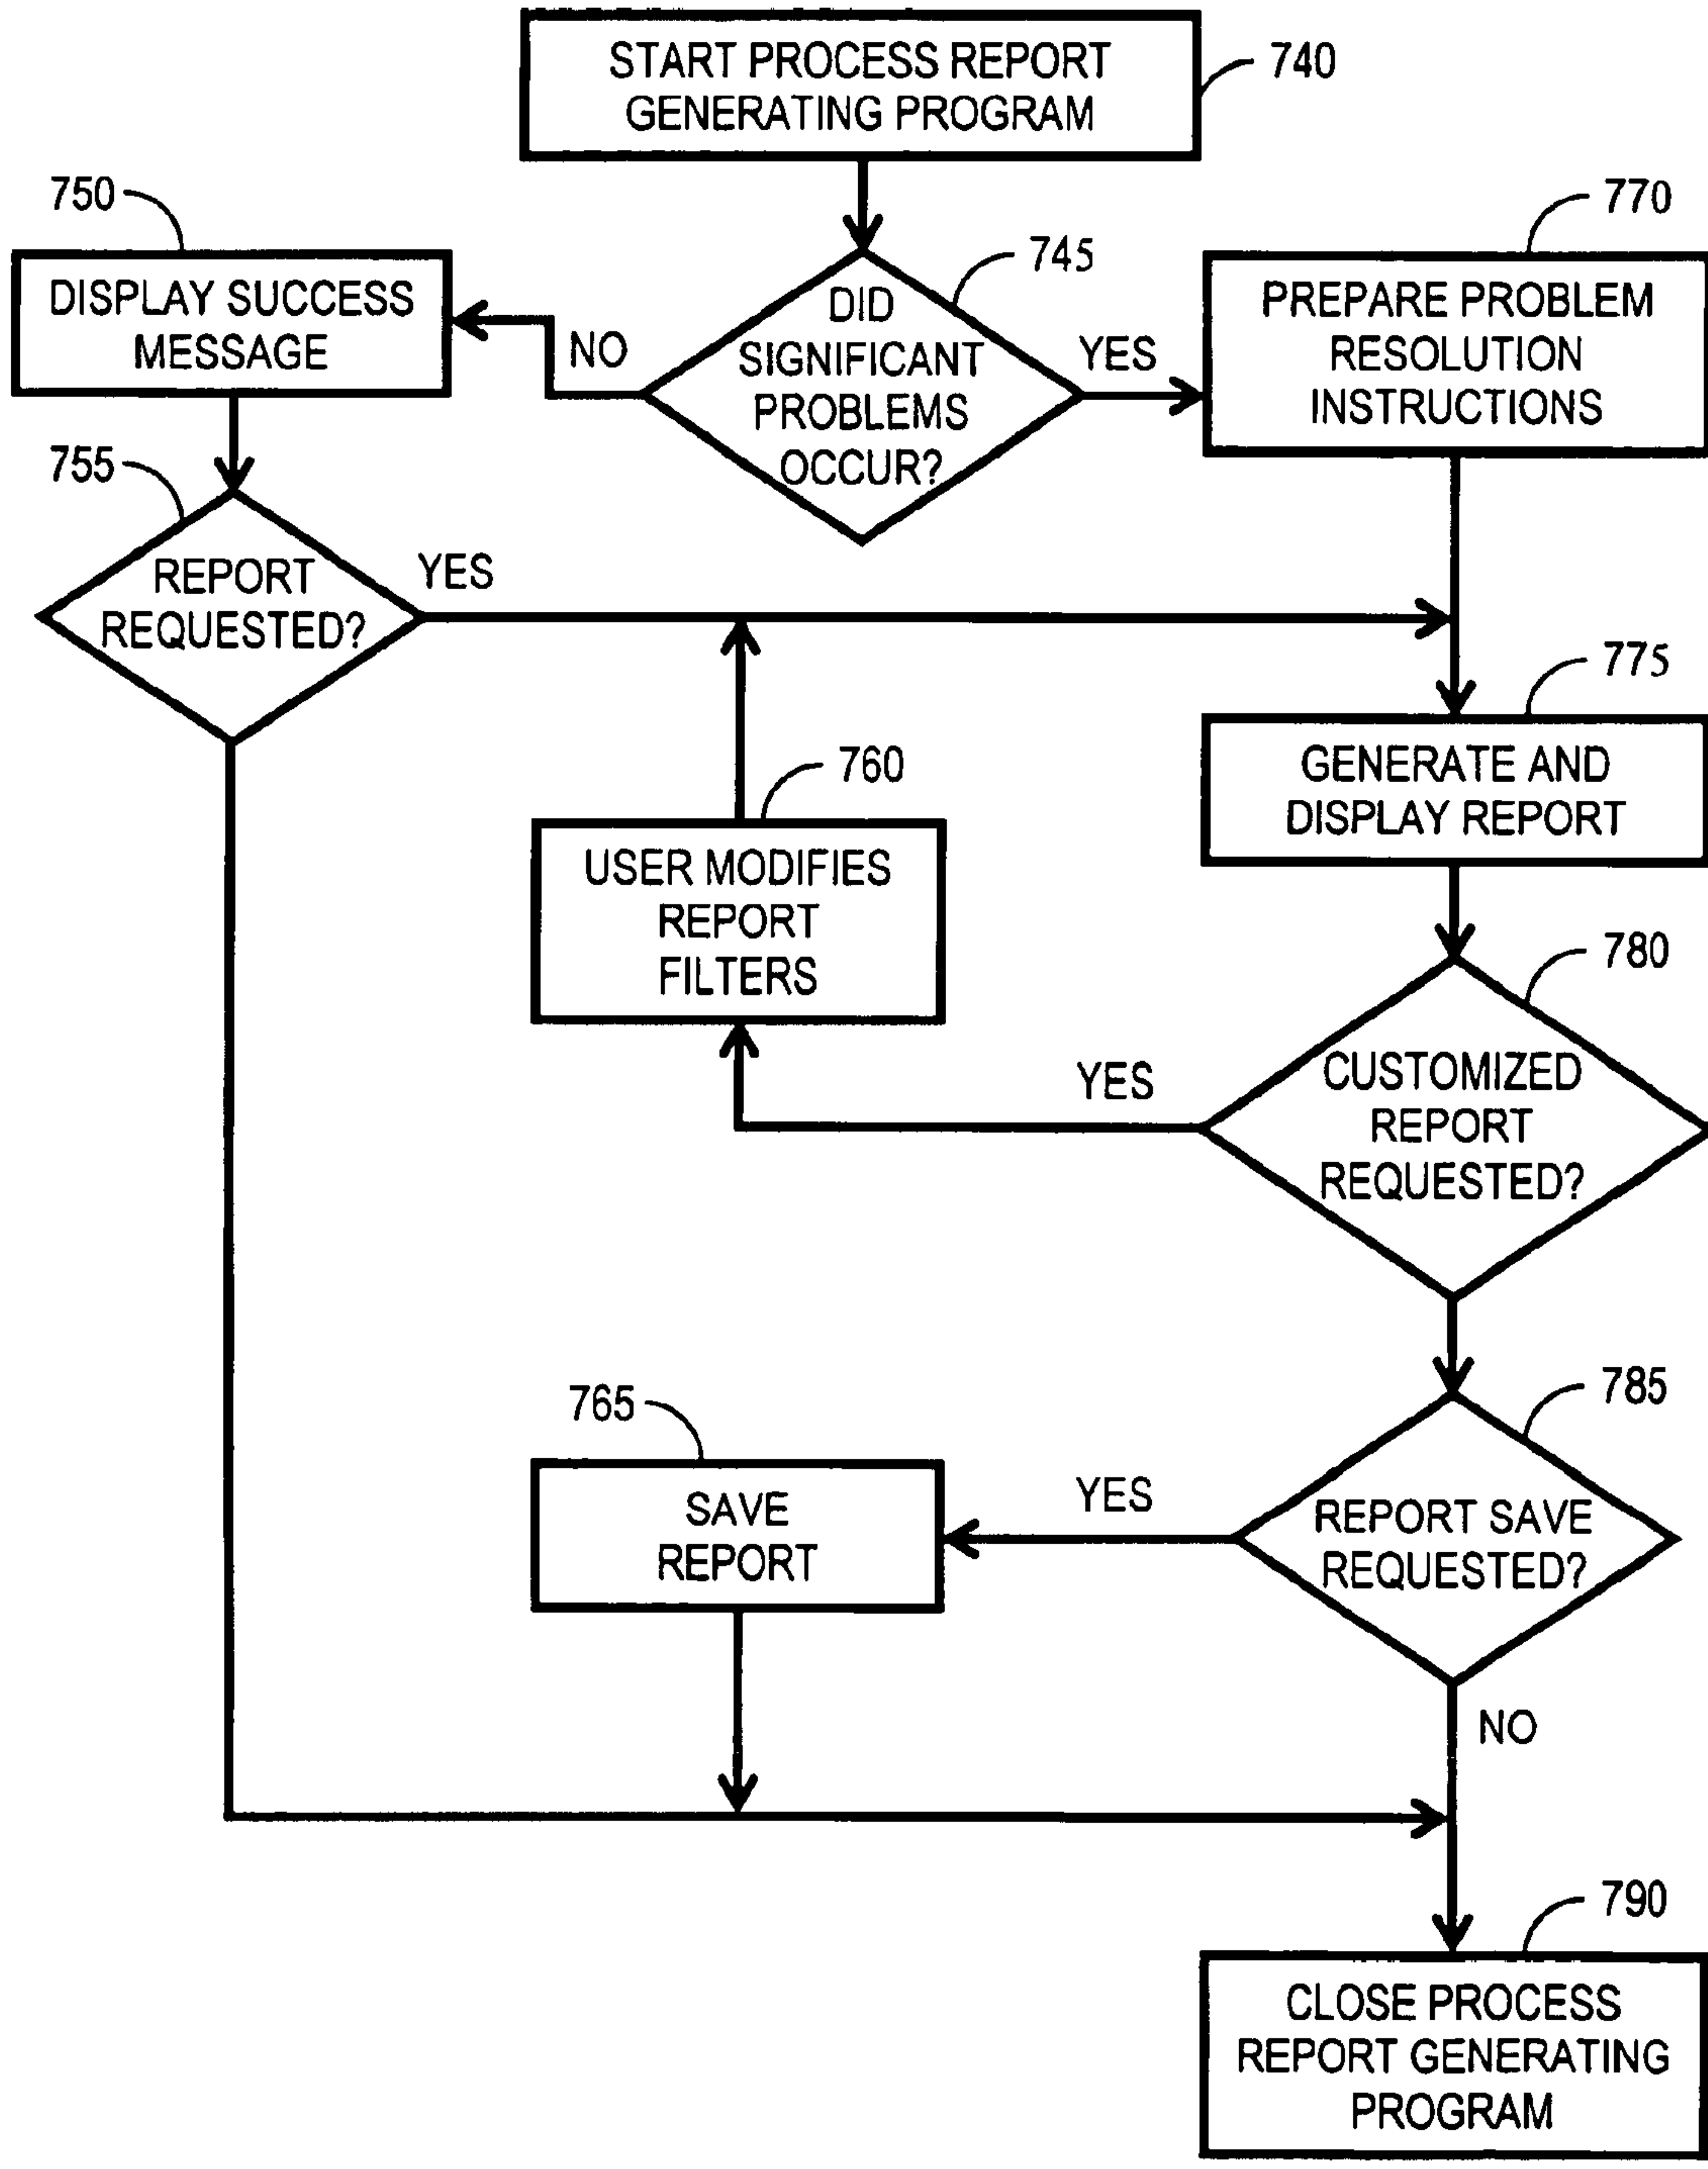 START PROCESS REPORT
GENERATING PROGRAM
740
750
DISPLAY SUCCESS
MESSAGE
NO
745
DID
SIGNIFICANT
PROBLEMS
OCCUR?
YES
770
PREPARE PROBLEM
RESOLUTION
INSTRUCTIONS
755
REPORT
REQUESTED?
YES
775
GENERATE AND
DISPLAY REPORT
760
USER MODIFIES
REPORT
FILTERS
780
CUSTOMIZED
REPORT
REQUESTED?
YES
785
REPORT SAVE
REQUESTED?
YES
765
SAVE
REPORT
NO
790
CLOSE PROCESS
REPORT GENERATING
PROGRAM